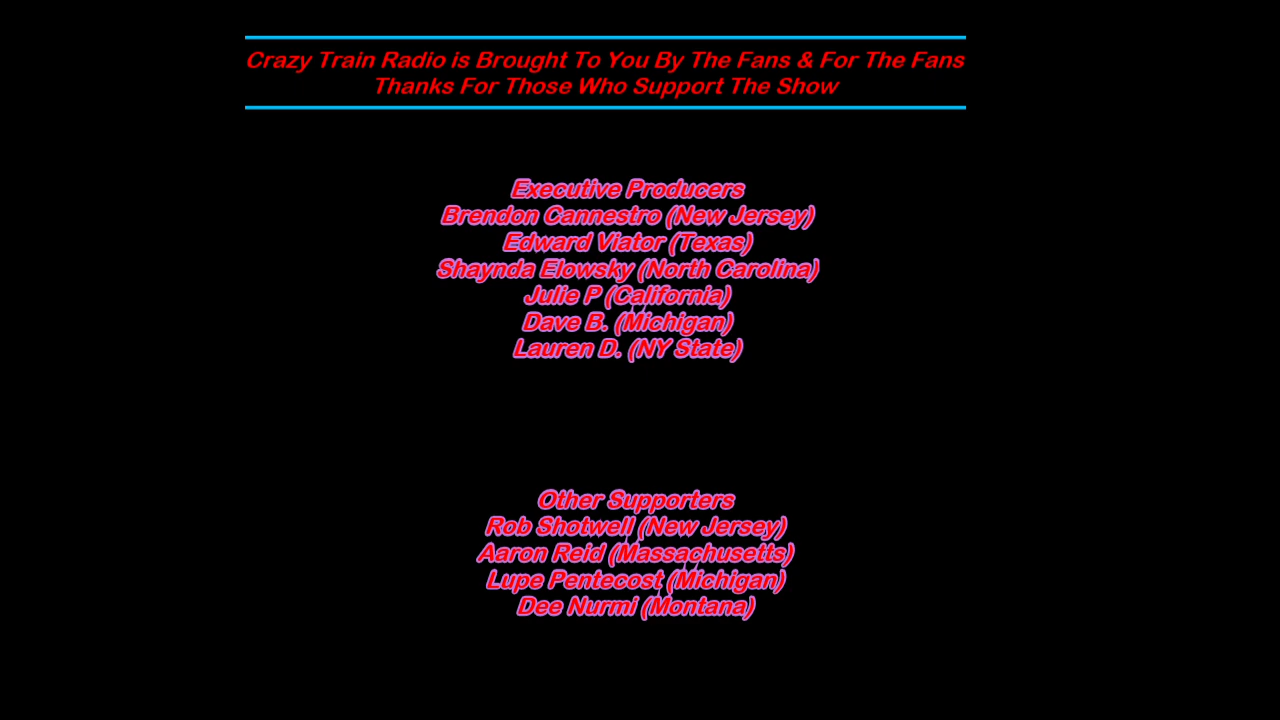 Crazy Train Radio is Brought To You By The Fans & For The Fans
Thanks For Those Who Support The Show
Executive Producers
Brendon Cannestro (New Jersey)
Edward Viator (Texas)
Shaynda Elowsky (North Carolina)
Julie P (California)
Dave B. (Michigan)
Lauren D. (NY State)
Other Supporters
Rob Shotwell (New Jersey)
Aaron Reid (Massachusetts)
Lupe Pentecost (Michigan)
Dee Nurmi (Montana)